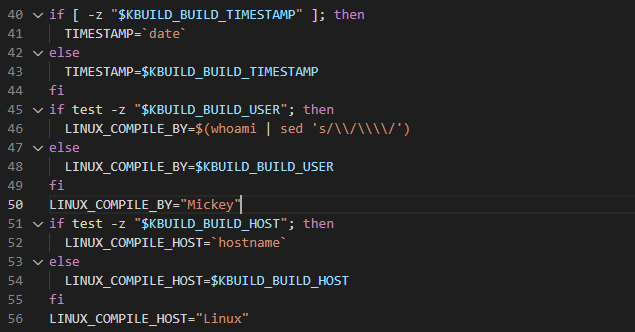 40 if [ -z "$KBUILD_BUILD_TIMESTAMP" ]; then
41 TIMESTAMP=`date`
42 else
43 TIMESTAMP=$KBUILD_BUILD_TIMESTAMP
44 fi
45 if test -z "$KBUILD_BUILD_USER"; then
46 LINUX_COMPILE_BY=$(whoami | sed 's/\\/\\\\/')
47 else
48 LINUX_COMPILE_BY=$KBUILD_BUILD_USER
49 fi
50 LINUX_COMPILE_BY="Mickey"
51 if test -z "$KBUILD_BUILD_HOST"; then
52 LINUX_COMPILE_HOST=`hostname`
53 else
54 LINUX_COMPILE_HOST=$KBUILD_BUILD_HOST
55 fi
56 LINUX_COMPILE_HOST="Linux"